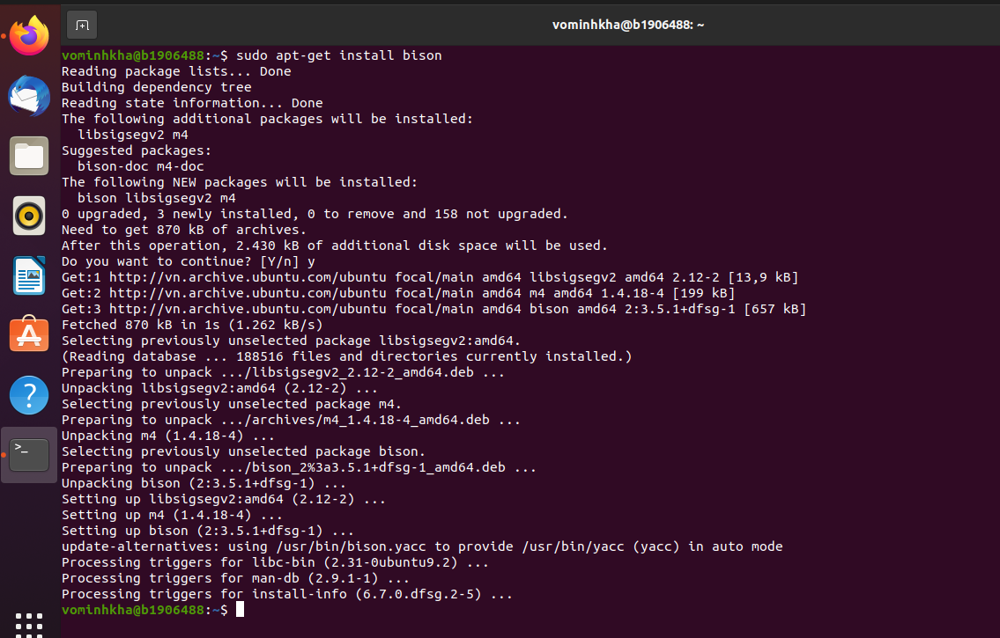 vominhkha@b1906488: ~
vominhkha@b1906488:~$ sudo apt-get install bison
Reading package lists... Done
Building dependency tree
Reading state information... Done
The following additional packages will be installed:
  libsigsegv2 m4
Suggested packages:
  bison-doc m4-doc
The following NEW packages will be installed:
  bison libsigsegv2 m4
0 upgraded, 3 newly installed, 0 to remove and 158 not upgraded.
Need to get 870 kB of archives.
After this operation, 2.430 kB of additional disk space will be used.
Do you want to continue? [Y/n] y
Get:1 http://vn.archive.ubuntu.com/ubuntu focal/main amd64 libsigsegv2 amd64 2.12-2 [13,9 kB]
Get:2 http://vn.archive.ubuntu.com/ubuntu focal/main amd64 m4 amd64 1.4.18-4 [199 kB]
Get:3 http://vn.archive.ubuntu.com/ubuntu focal/main amd64 bison amd64 2:3.5.1+dfsg-1 [657 kB]
Fetched 870 kB in 1s (1.262 kB/s)
Selecting previously unselected package libsigsegv2:amd64.
(Reading database ... 188516 files and directories currently installed.)
Preparing to unpack .../libsigsegv2_2.12-2_amd64.deb ...
Unpacking libsigsegv2:amd64 (2.12-2) ...
Selecting previously unselected package m4.
Preparing to unpack .../archives/m4_1.4.18-4_amd64.deb ...
Unpacking m4 (1.4.18-4) ...
Selecting previously unselected package bison.
Preparing to unpack .../bison_2%3a3.5.1+dfsg-1_amd64.deb ...
Unpacking bison (2:3.5.1+dfsg-1) ...
Setting up libsigsegv2:amd64 (2.12-2) ...
Setting up m4 (1.4.18-4) ...
Setting up bison (2:3.5.1+dfsg-1) ...
update-alternatives: using /usr/bin/bison.yacc to provide /usr/bin/yacc (yacc) in auto mode
Processing triggers for libc-bin (2.31-0ubuntu9.2) ...
Processing triggers for man-db (2.9.1-1) ...
Processing triggers for install-info (6.7.0.dfsg.2-5) ...
vominhkha@b1906488:~$